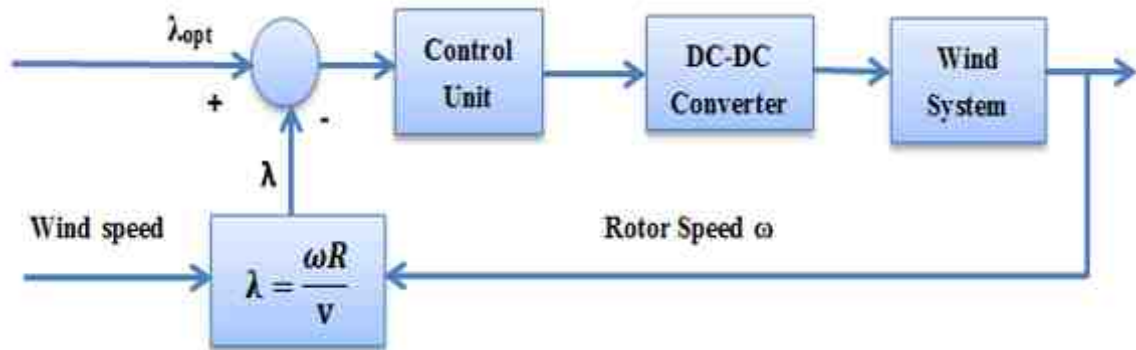 λopt
+
-
Control
Unit
DC-DC
Converter
Wind
System
λ
Wind speed
Rotor Speed ω
λ = ωR / v